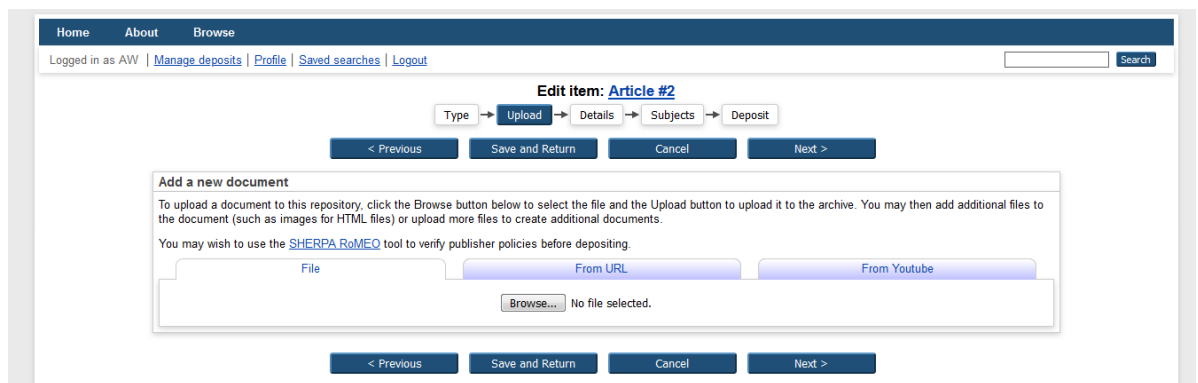 Home About Browse
Logged in as AW | Manage deposits | Profile | Saved searches | Logout Search
Edit item: Article #2
Type Upload Details Subjects Deposit
< Previous Save and Return Cancel Next >
Add a new document
To upload a document to this repository, click the Browse button below to select the file and the Upload button to upload it to the archive. You may then add additional files to
the document (such as images for HTML files) or upload more files to create additional documents.
You may wish to use the SHERPA RoMEO tool to verify publisher policies before depositing.
File From URL From Youtube
Browse... No file selected.
< Previous Save and Return Cancel Next >